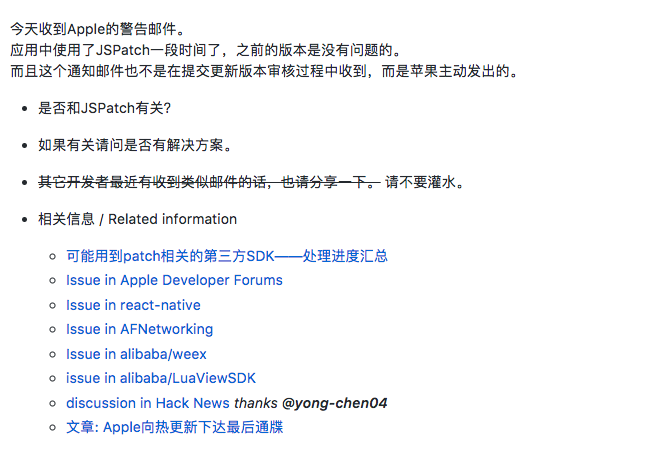 今天收到Apple的警告邮件。
应用中使用了JSPatch一段时间了，之前的版本是没有问题的。
而且这个通知邮件也不是在提交更新版本审核过程中收到，而是苹果主动发出的。
是否和JSPatch有关?
如果有关请问是否有解决方案。
其它开发者最近有收到类似邮件的话，也请分享一下。 请不要灌水。
相关信息 / Related information
可能用到patch相关的第三方SDK——处理进度汇总
Issue in Apple Developer Forums
Issue in react-native
Issue in AFNetworking
Issue in alibaba/weex
issue in alibaba/LuaViewSDK
discussion in Hack News thanks @yong-chen04
文章: Apple向热更新下达最后通牒